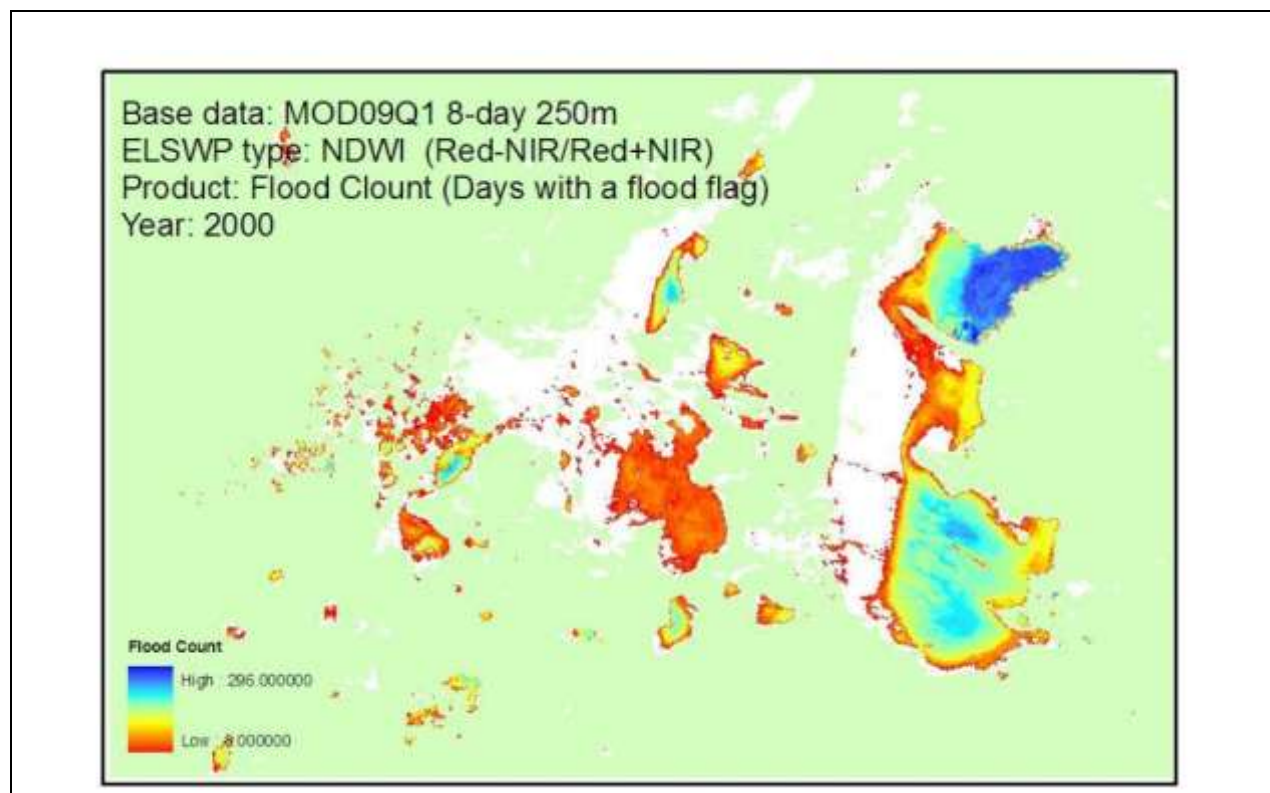 Base data: MOD09Q1 8-day 250m
ELSWP type: NDWI (Red-NIR/Red+NIR)
Product: Flood Clount (Days with a flood flag)
Year: 2000
Flood Count
High : 296.000000
Low : 8.000000